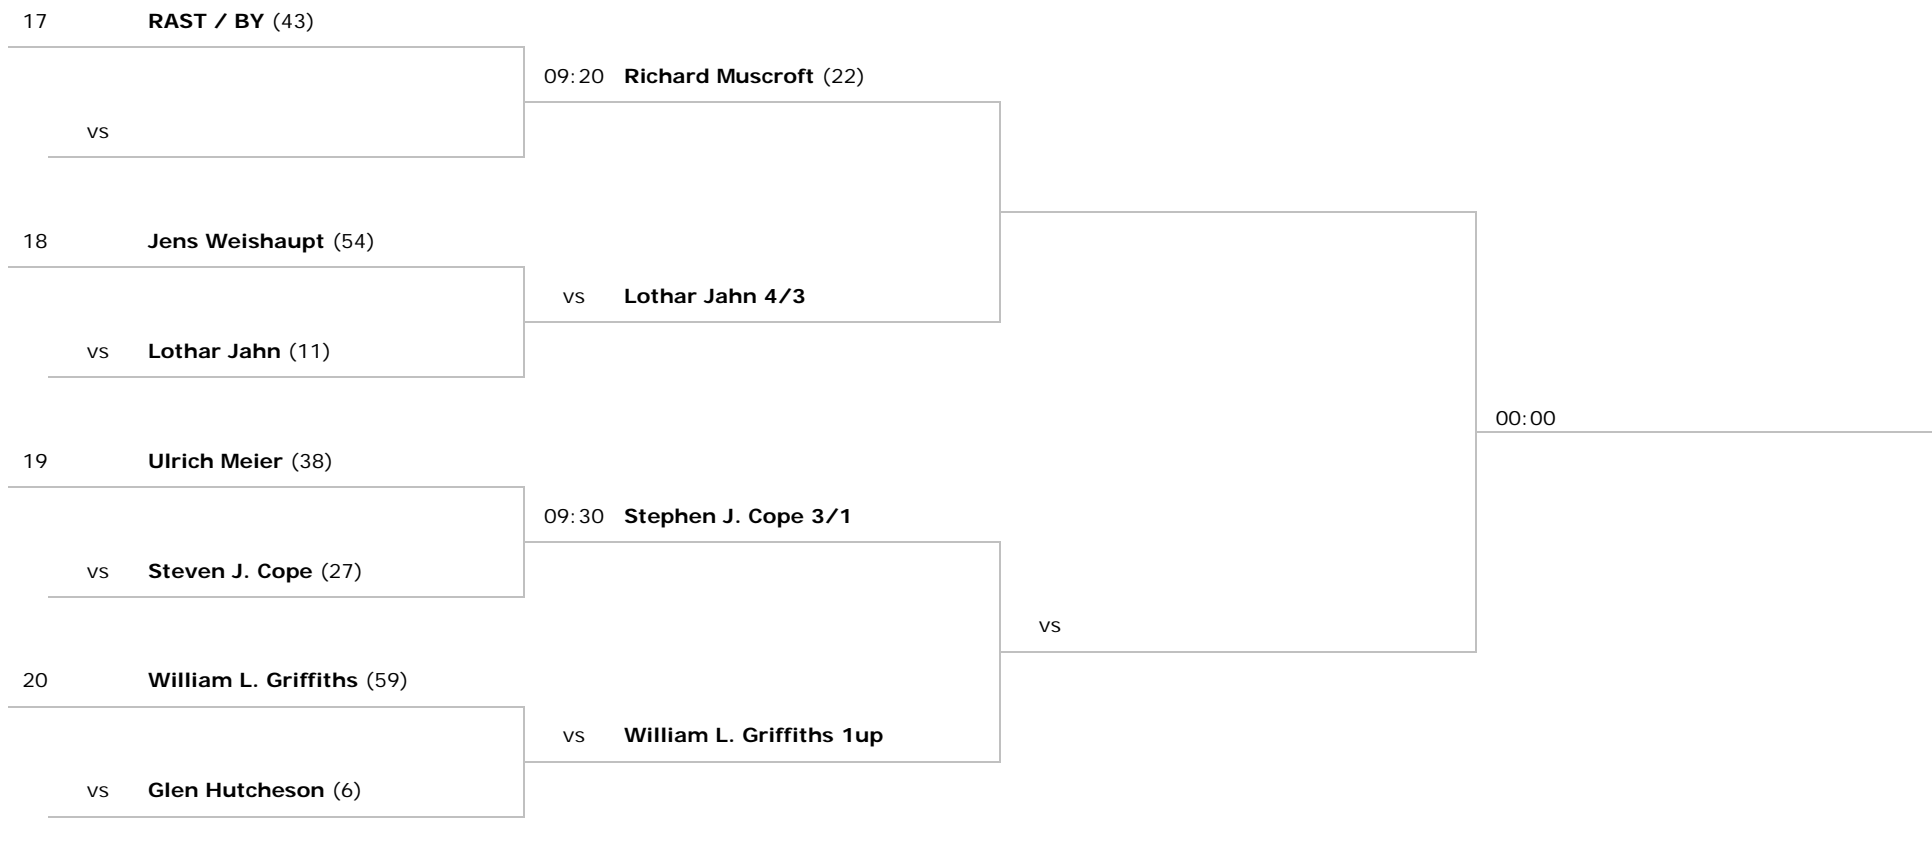 17 RAST / BY (43)
09:20 Richard Muscroft (22)
vs
18 Jens Weishaupt (54)
vs Lothar Jahn 4/3
vs Lothar Jahn (11)
00:00
19 Ulrich Meier (38)
09:30 Stephen J. Cope 3/1
vs Steven J. Cope (27)
vs
20 William L. Griffiths (59)
vs William L. Griffiths 1up
vs Glen Hutcheson (6)